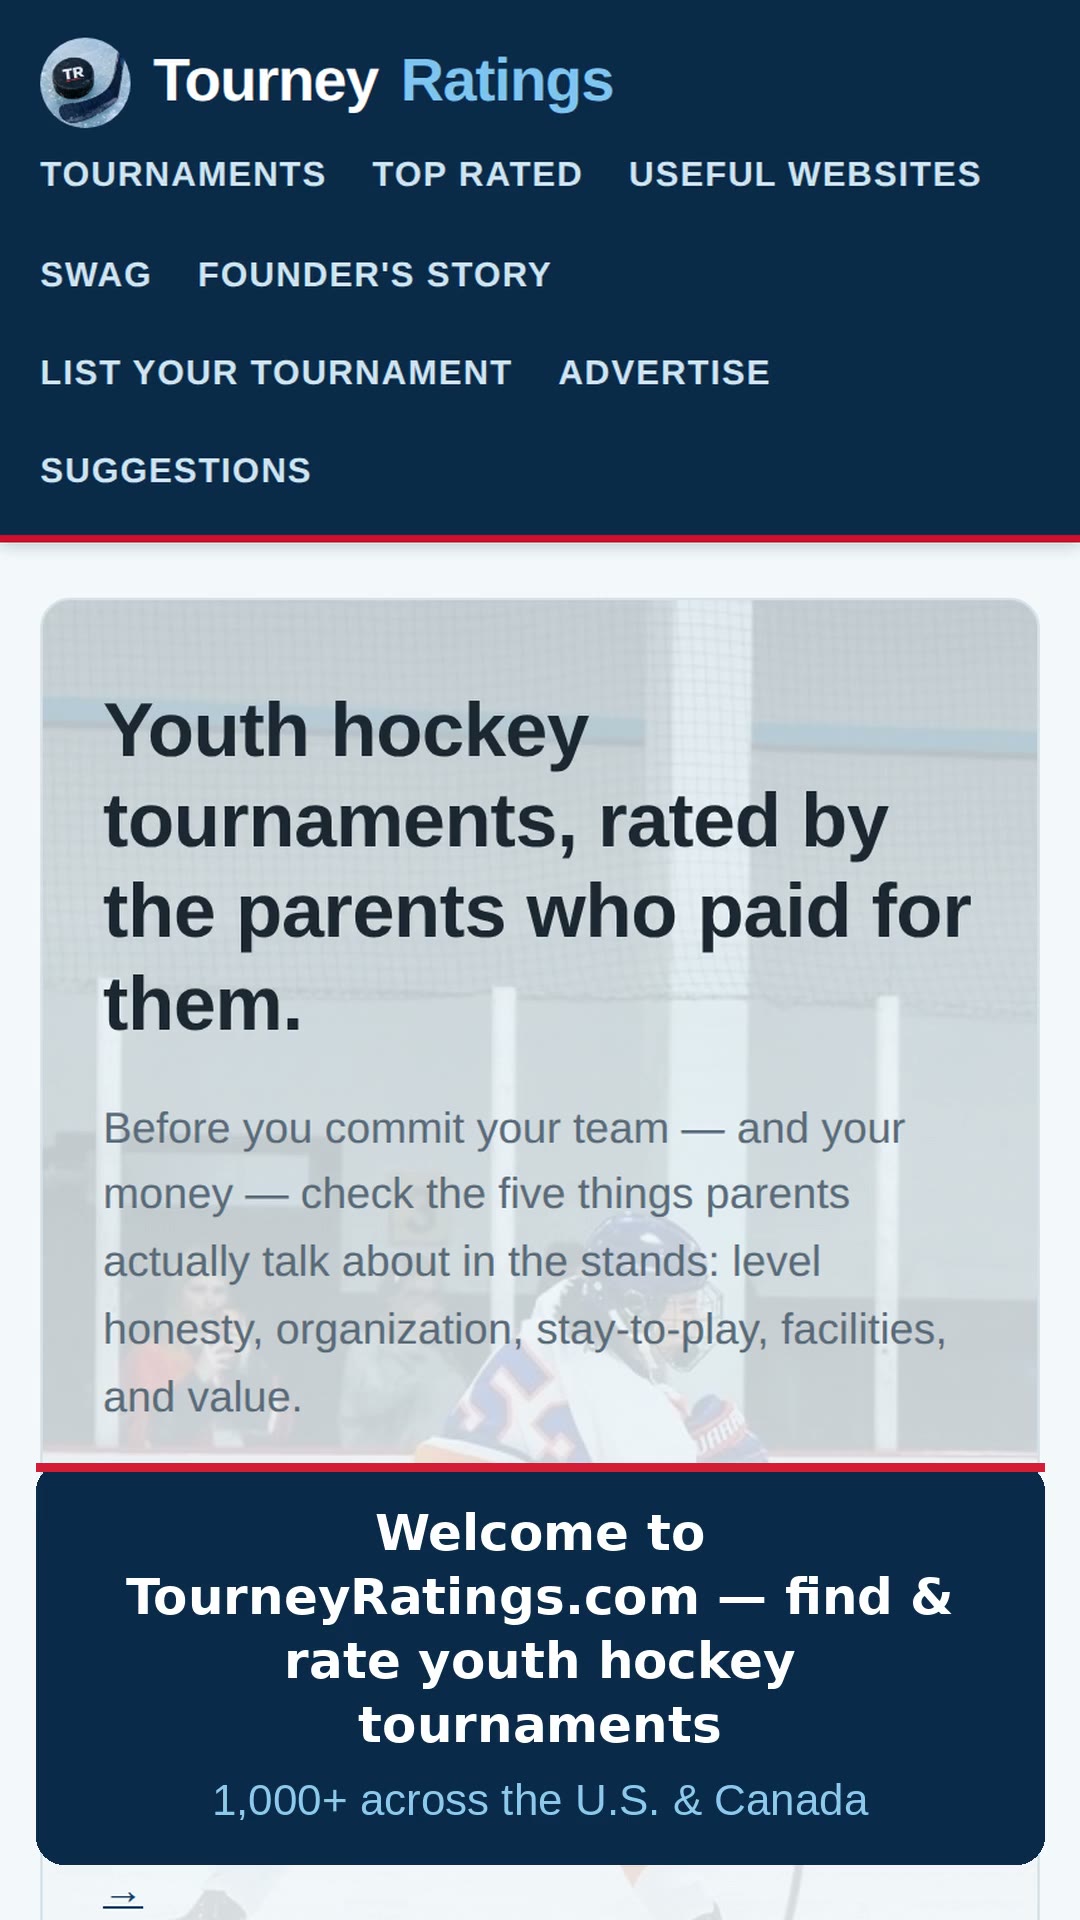 TR
Tourney Ratings
TOURNAMENTS TOP RATED USEFUL WEBSITES
SWAG FOUNDER'S STORY
LIST YOUR TOURNAMENT ADVERTISE
SUGGESTIONS
Youth hockey
tournaments, rated by
the parents who paid for
them.
Before you commit your team — and your
money — check the five things parents
actually talk about in the stands: level
honesty, organization, stay-to-play, facilities,
and value.
Welcome to
TourneyRatings.com — find &
rate youth hockey
tournaments
1,000+ across the U.S. & Canada
→